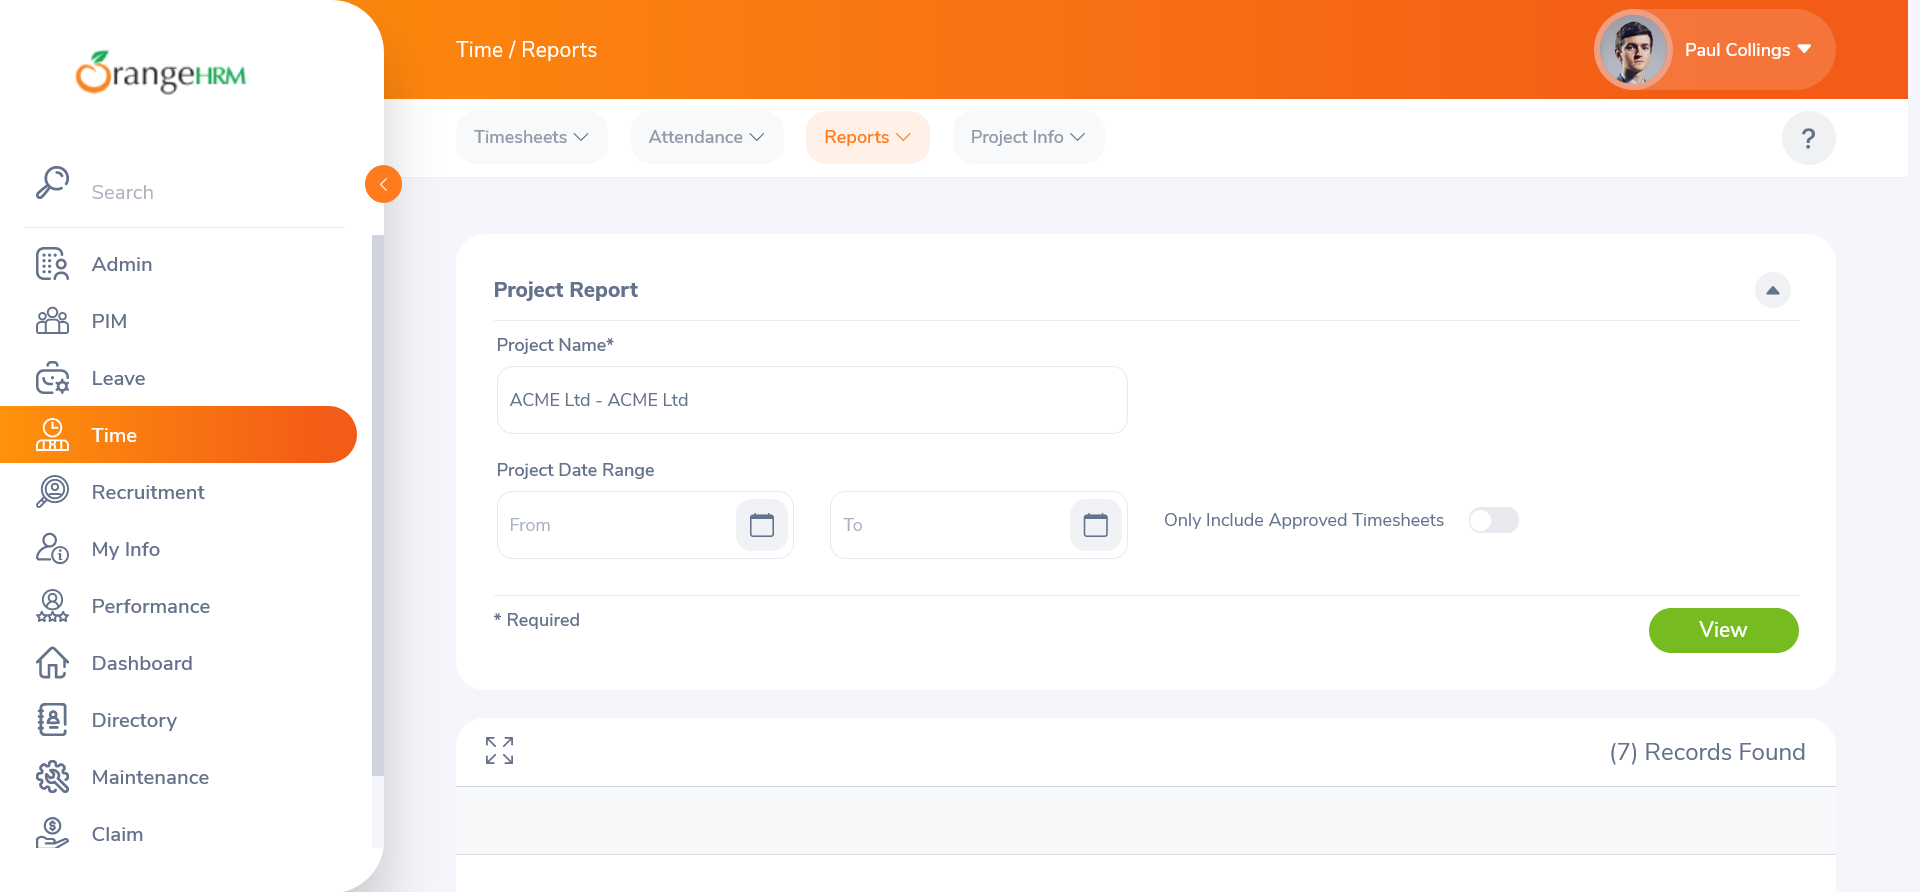 OrangeHRM
Time / Reports
Paul Collings
Timesheets
Attendance
Reports
Project Info
?
Search
Admin
PIM
Leave
Time
Recruitment
My Info
Performance
Dashboard
Directory
Maintenance
Claim
Project Report
Project Name*
ACME Ltd - ACME Ltd
Project Date Range
From
To
Only Include Approved Timesheets
* Required
View
(7) Records Found